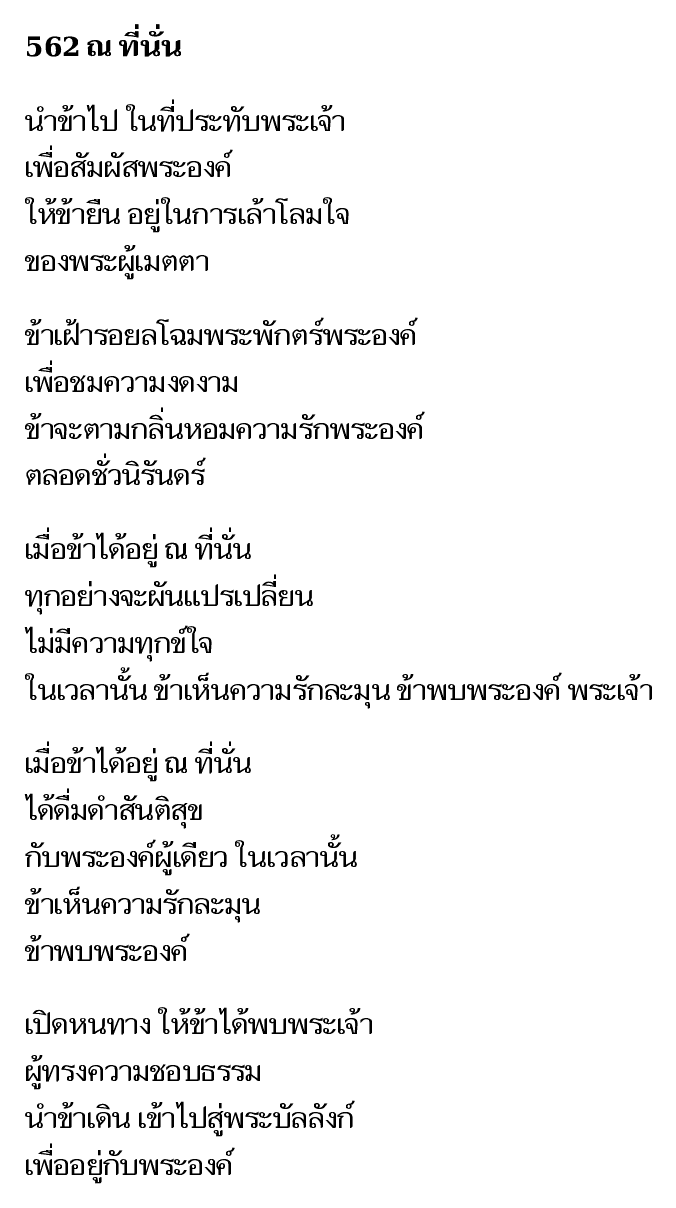 562 ณ ที่นั่น
นำข้าไป ในที่ประทับพระเจ้า
เพื่อสัมผัสพระองค์
ให้ข้ายืน อยู่ในการเล้าโลมใจ
ของพระผู้เมตตา
ข้าเฝ้ารอยลโฉมพระพักตร์พระองค์
เพื่อชมความงดงาม
ข้าจะตามกลิ่นหอมความรักพระองค์
ตลอดชั่วนิรันดร์
เมื่อข้าได้อยู่ ณ ที่นั่น
ทุกอย่างจะผันแปรเปลี่ยน
ไม่มีความทุกข์ใจ
ในเวลานั้น ข้าเห็นความรักละมุน ข้าพบพระองค์ พระเจ้า
เมื่อข้าได้อยู่ ณ ที่นั่น
ได้ดื่มดำสันติสุข
กับพระองค์ผู้เดียว ในเวลานั้น
ข้าเห็นความรักละมุน
ข้าพบพระองค์
เปิดหนทาง ให้ข้าได้พบพระเจ้า
ผู้ทรงความชอบธรรม
นำข้าเดิน เข้าไปสู่พระบัลลังก์
เพื่ออยู่กับพระองค์